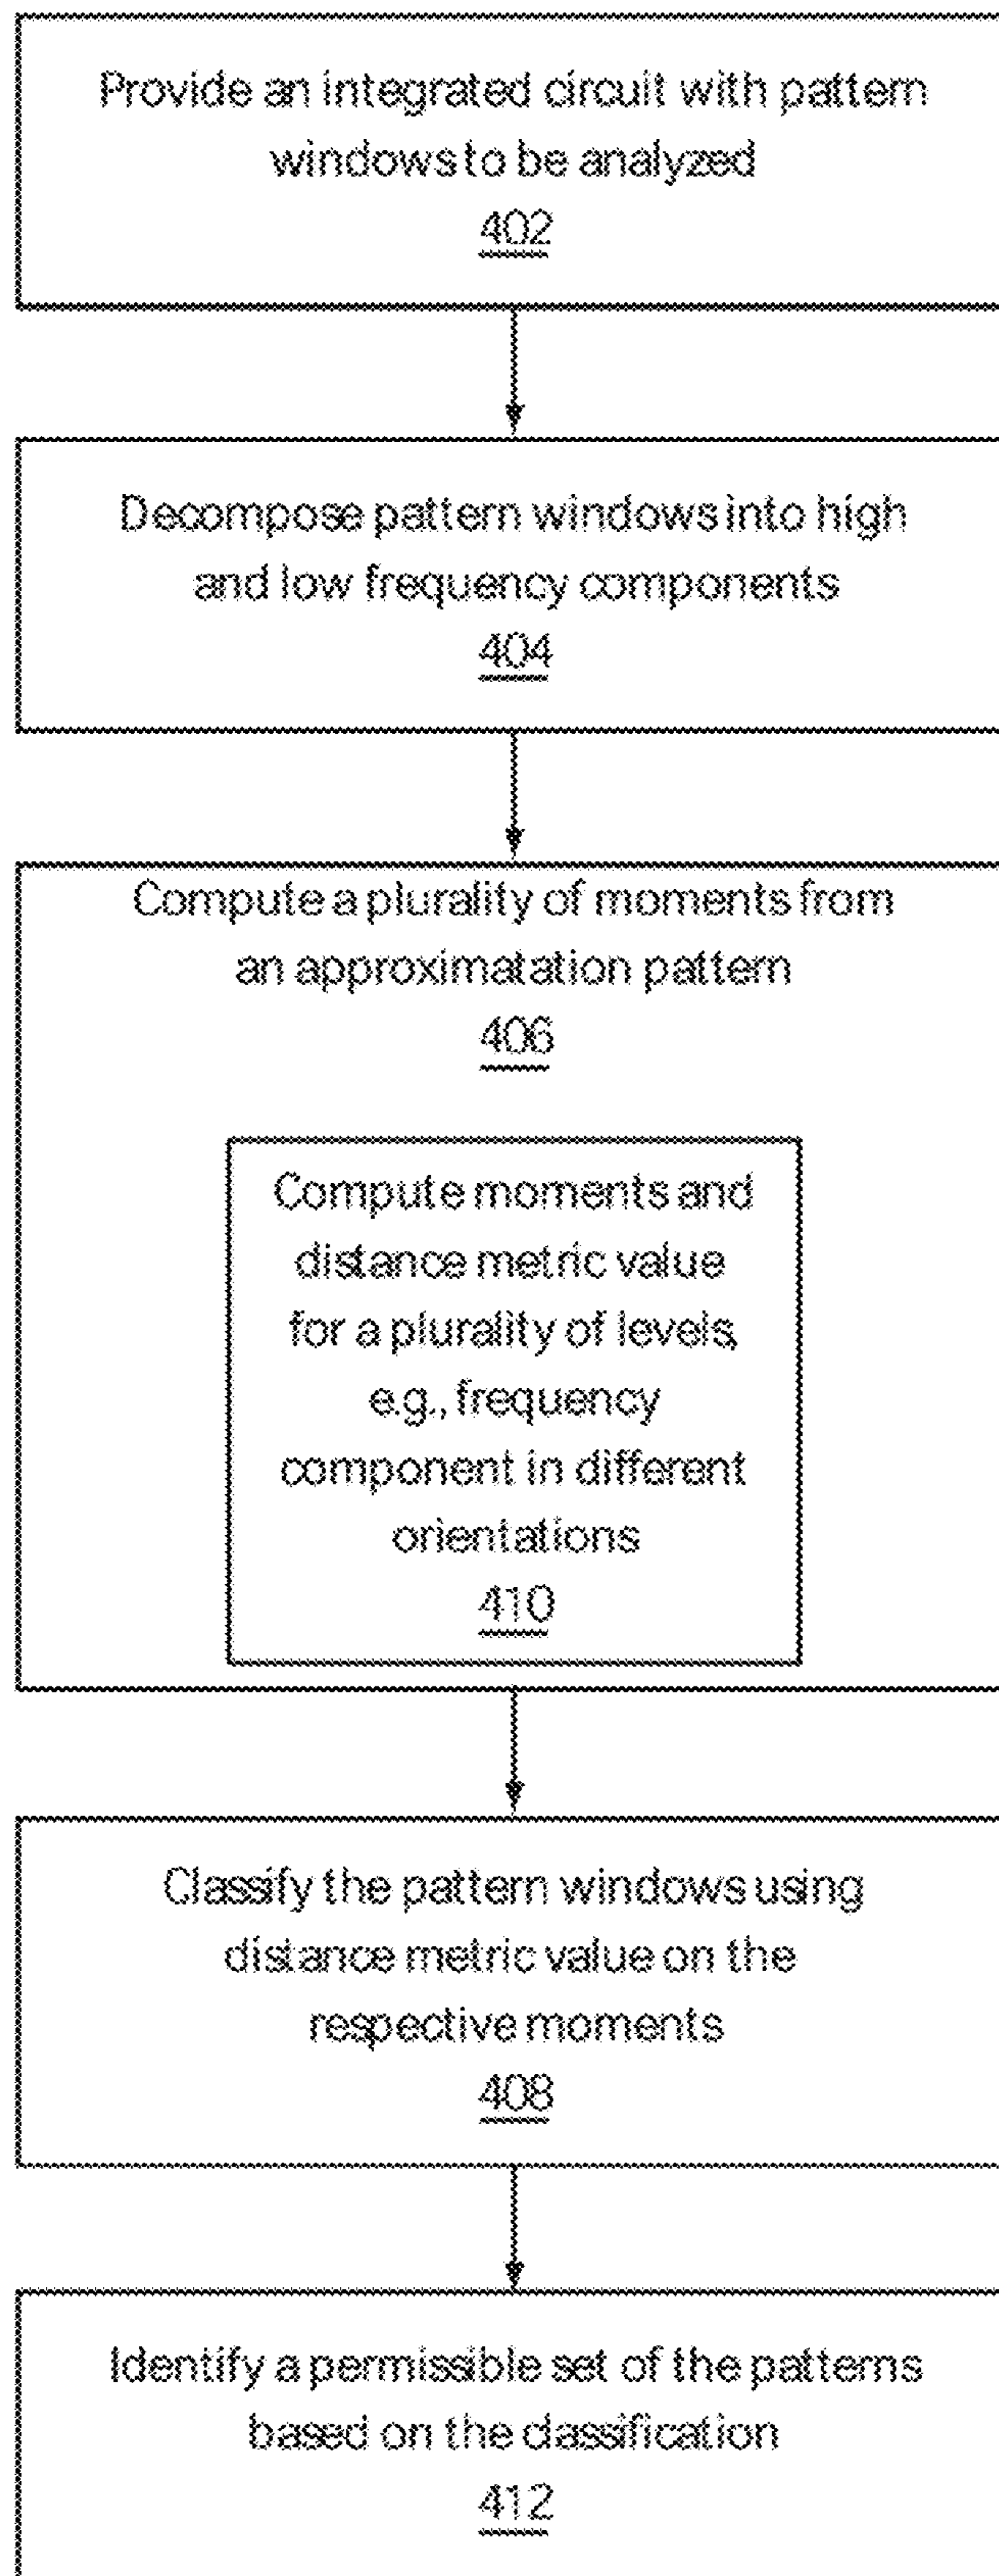 Provide an integrated circuit with pattern
windows to be analyzed
402
Decompose pattern windows into high
and low frequency components
404
Compute a plurality of moments from
an approximatation pattern
406
Compute moments and
distance metric value
for a plurality of levels,
e.g., frequency
component in different
orientations
410
Classify the pattern windows using
distance metric value on the
respective moments
408
Identify a permissible set of the patterns
based on the classification
412